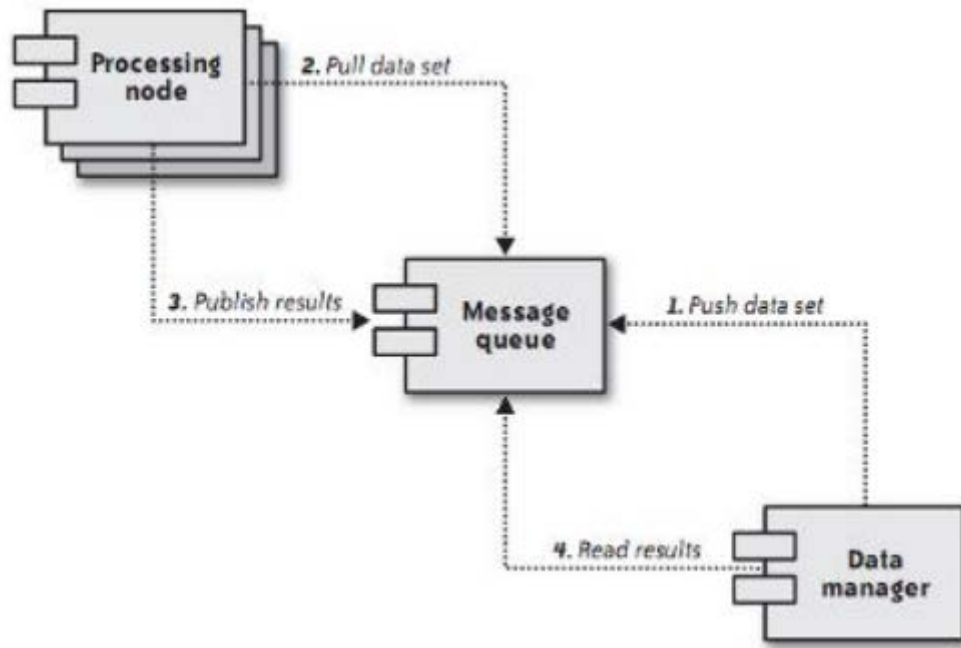 Processing
node
2. Pull data set
3. Publish results
Message
queue
1. Push data set
4. Read results
Data
manager